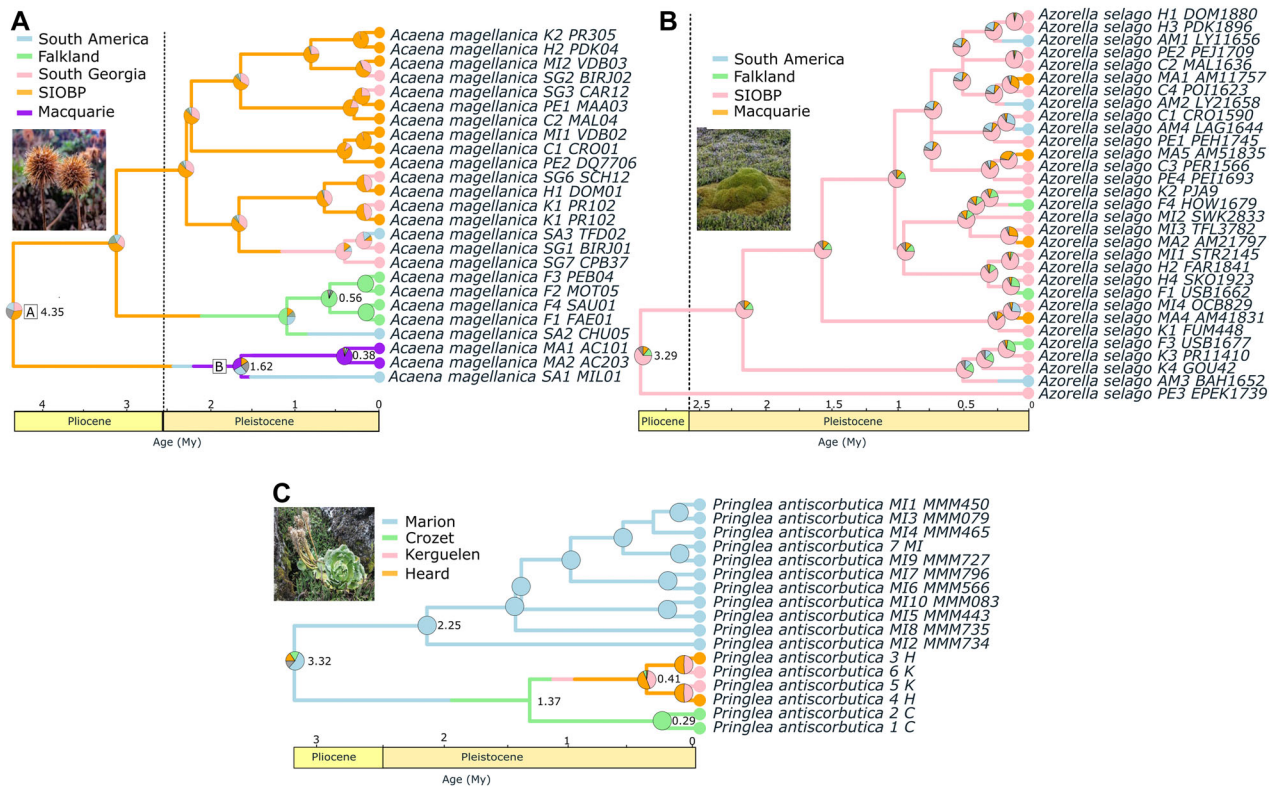 A
South America
Falkland
South Georgia
SIOBP
Macquarie
Acaena magellanica K2 PR305
Acaena magellanica H2 PDK04
Acaena magellanica MI2 VDB03
Acaena magellanica SG2 BIRJ02
Acaena magellanica SG3 CAR12
Acaena magellanica PE1 MAA03
Acaena magellanica C2 MAL04
Acaena magellanica MI1 VDB02
Acaena magellanica C1 CRO01
Acaena magellanica PE2 DQ7706
Acaena magellanica SG6 SCH12
Acaena magellanica H1 DOM01
Acaena magellanica K1 PR102
Acaena magellanica K1 PR102
Acaena magellanica SA3 TFD02
Acaena magellanica SG1 BIRJ01
Acaena magellanica SG7 CPB37
Acaena magellanica F3 PEB04
Acaena magellanica F2 MOT05
Acaena magellanica F4 SAU01
Acaena magellanica F1 FAE01
Acaena magellanica SA2 CHU05
Acaena magellanica MA1 AC101
Acaena magellanica MA2 AC203
Acaena magellanica SA1 MIL01
A 4.35
0.56
0.38
B 1.62
4 3 2 1 0
Pliocene Pleistocene
Age (My)
B
South America
Falkland
SIOBP
Macquarie
Azorella selago H1 DOM1880
Azorella selago H3 PDK1896
Azorella selago AM1 LY11656
Azorella selago PE2 PEJ1709
Azorella selago C2 MAL1636
Azorella selago MA1 AM11757
Azorella selago C4 POI1623
Azorella selago AM2 LY21658
Azorella selago C1 CRO1590
Azorella selago AM4 LAG1644
Azorella selago PE1 PEH1745
Azorella selago MA5 AM51835
Azorella selago C3 PER1566
Azorella selago PE4 PEI1693
Azorella selago K2 PJA9
Azorella selago F4 HOW1679
Azorella selago MI2 SWK2833
Azorella selago MI3 TFL3782
Azorella selago MA2 AM21797
Azorella selago MI1 STR2145
Azorella selago H2 FAR1841
Azorella selago H4 SKO1923
Azorella selago F1 USB1662
Azorella selago MI4 OCB829
Azorella selago MA4 AM41831
Azorella selago K1 FUM448
Azorella selago F3 USB1677
Azorella selago K3 PR11410
Azorella selago K4 GOU42
Azorella selago AM3 BAH1652
Azorella selago PE3 EPEK1739
3.29
2,5 2 1,5 1 0,5 0
Pliocene Pleistocene
Age (My)
C
Marion
Crozet
Kerguelen
Heard
Pringlea antiscorbutica MI1 MMM450
Pringlea antiscorbutica MI3 MMM079
Pringlea antiscorbutica MI4 MMM465
Pringlea antiscorbutica 7 MI
Pringlea antiscorbutica MI9 MMM727
Pringlea antiscorbutica MI7 MMM796
Pringlea antiscorbutica MI6 MMM566
Pringlea antiscorbutica MI10 MMM083
Pringlea antiscorbutica MI5 MMM443
Pringlea antiscorbutica MI8 MMM735
Pringlea antiscorbutica MI2 MMM734
Pringlea antiscorbutica 3 H
Pringlea antiscorbutica 6 K
Pringlea antiscorbutica 5 K
Pringlea antiscorbutica 4 H
Pringlea antiscorbutica 2 C
Pringlea antiscorbutica 1 C
2.25
3.32
0.41
1.37
0.29
3 2 1 0
Pliocene Pleistocene
Age (My)